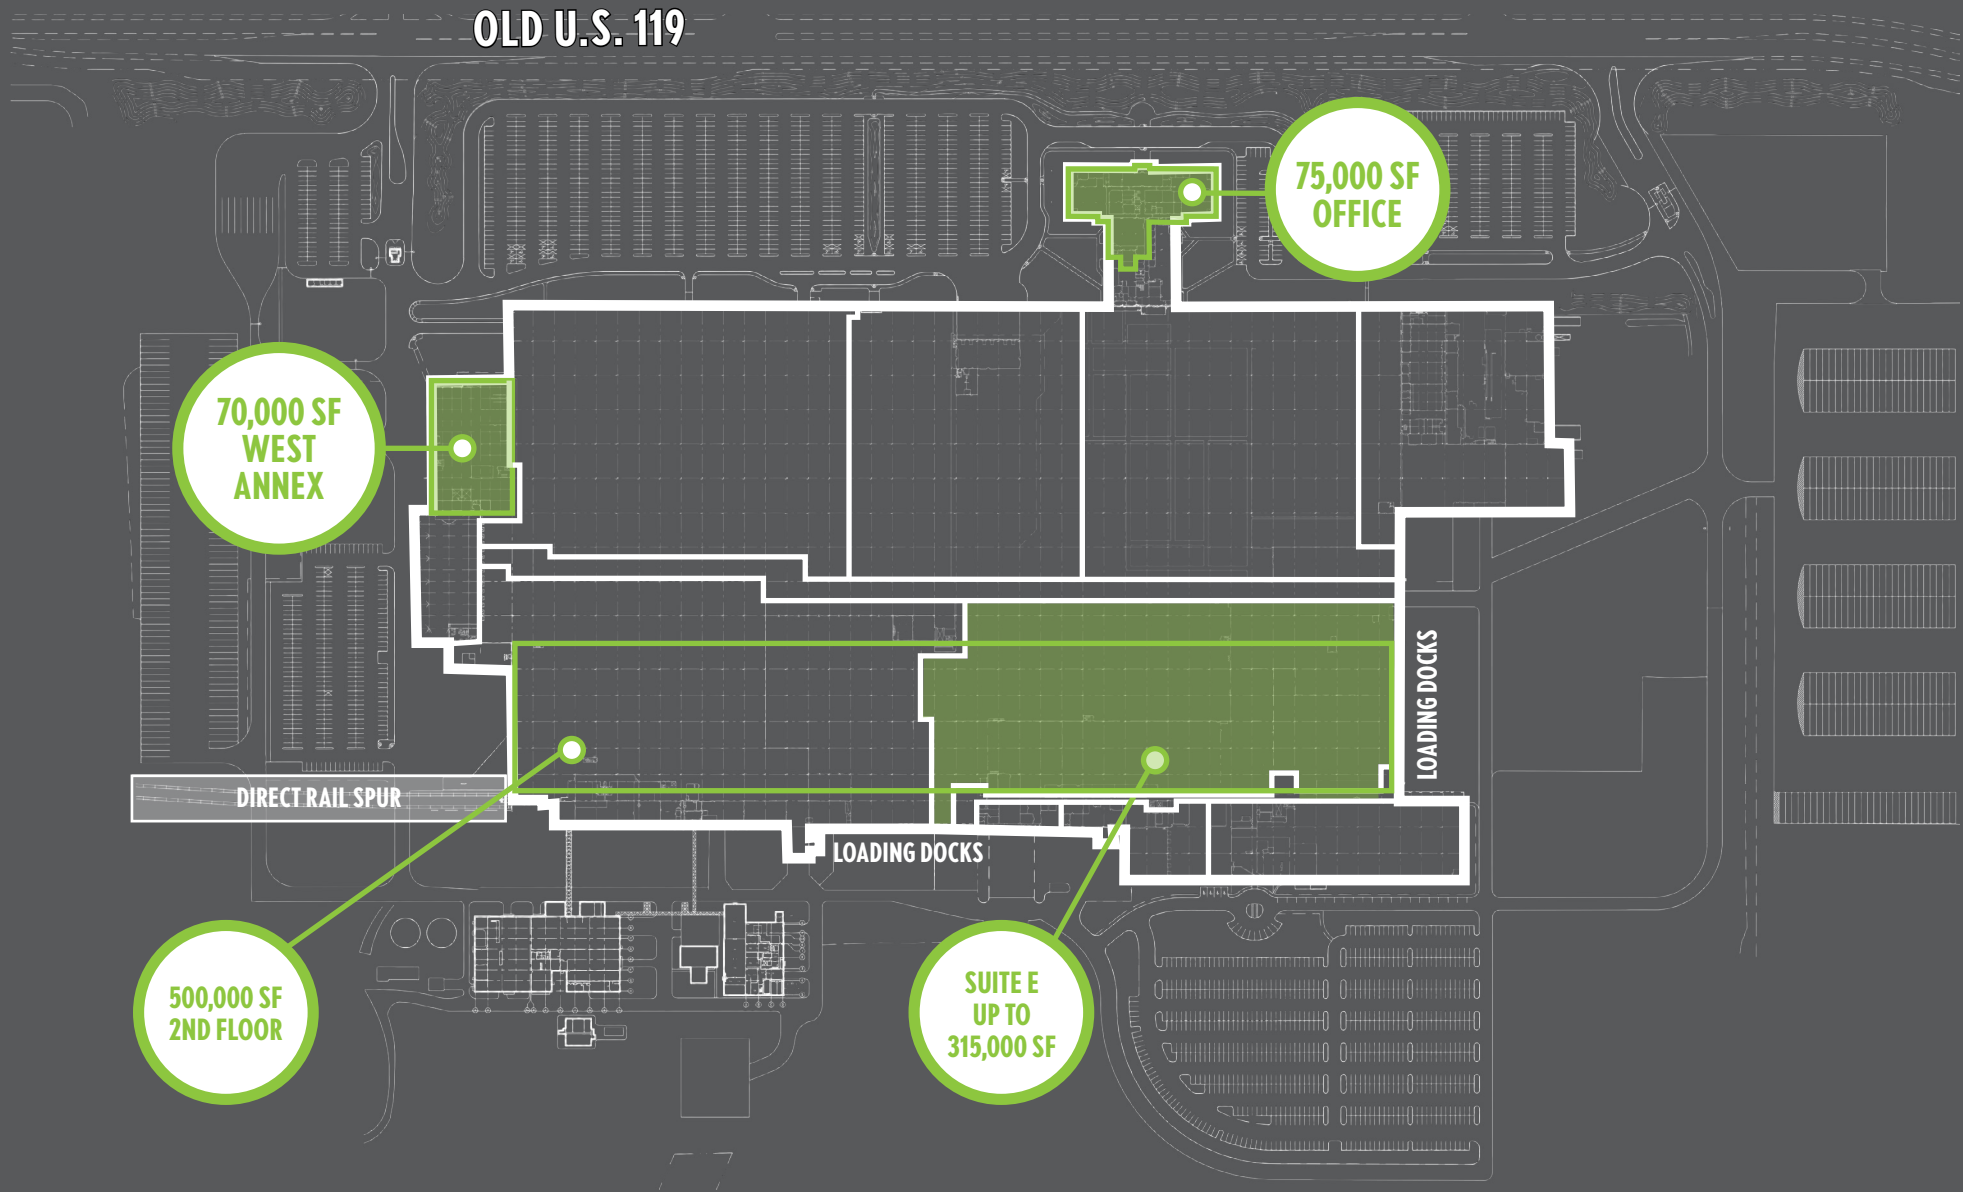 OLD U.S. 119
75,000 SF
OFFICE
70,000 SF
WEST
ANNEX
LOADING DOCKS
DIRECT RAIL SPUR
LOADING DOCKS
500,000 SF
2ND FLOOR
SUITE E
UP TO
315,000 SF